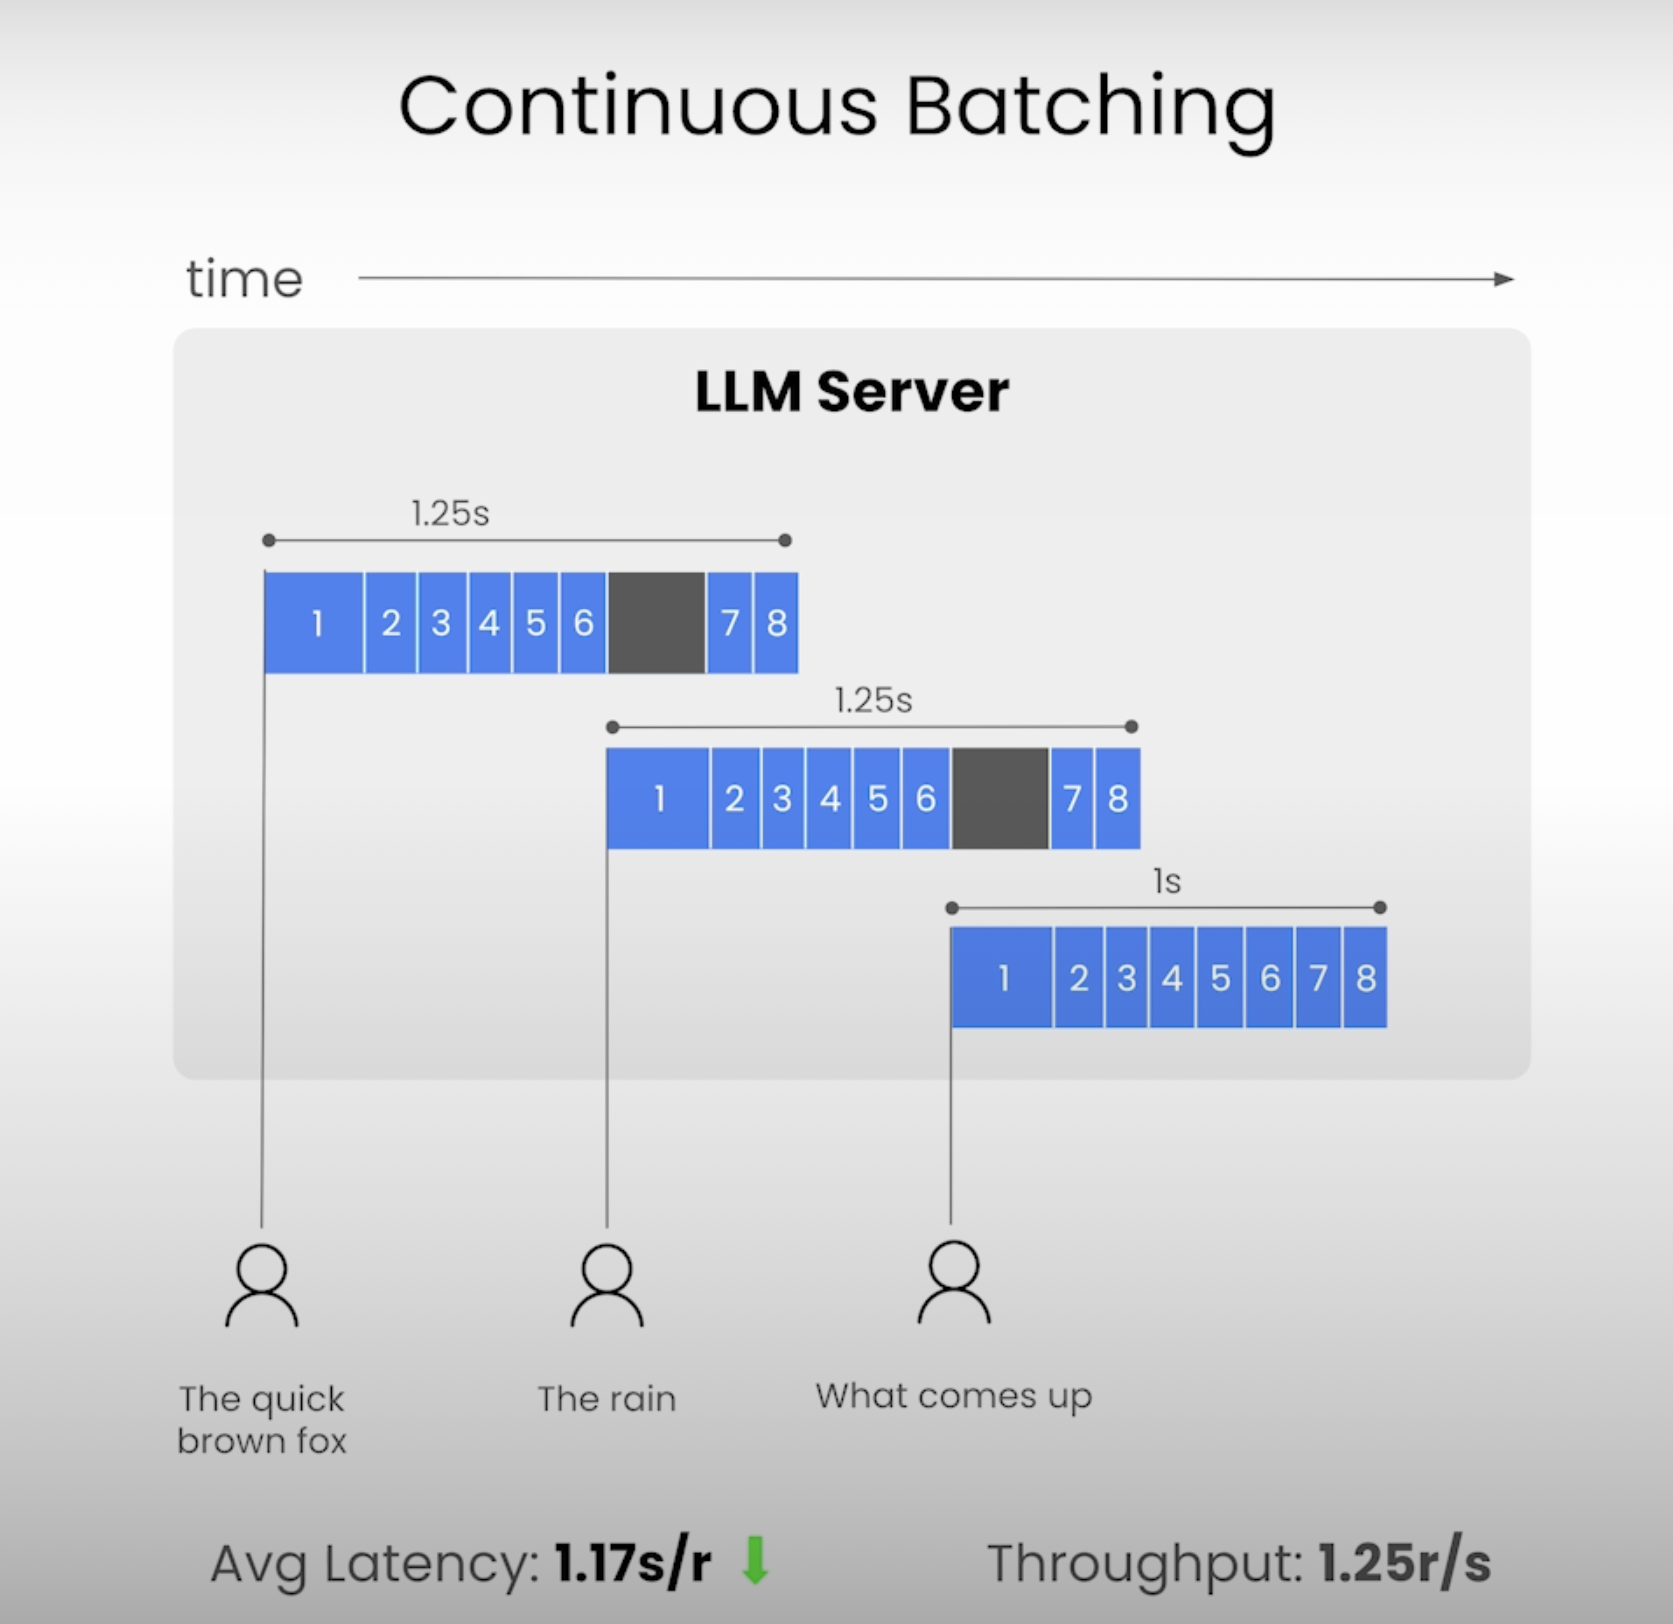 Continuous Batching
time
LLM Server
1.25s
1 2 3 4 5 6 7 8
1.25s
1 2 3 4 5 6 7 8
1s
1 2 3 4 5 6 7 8
The quick
brown fox
The rain
What comes up
Avg Latency: 1.17s/r
Throughput: 1.25r/s